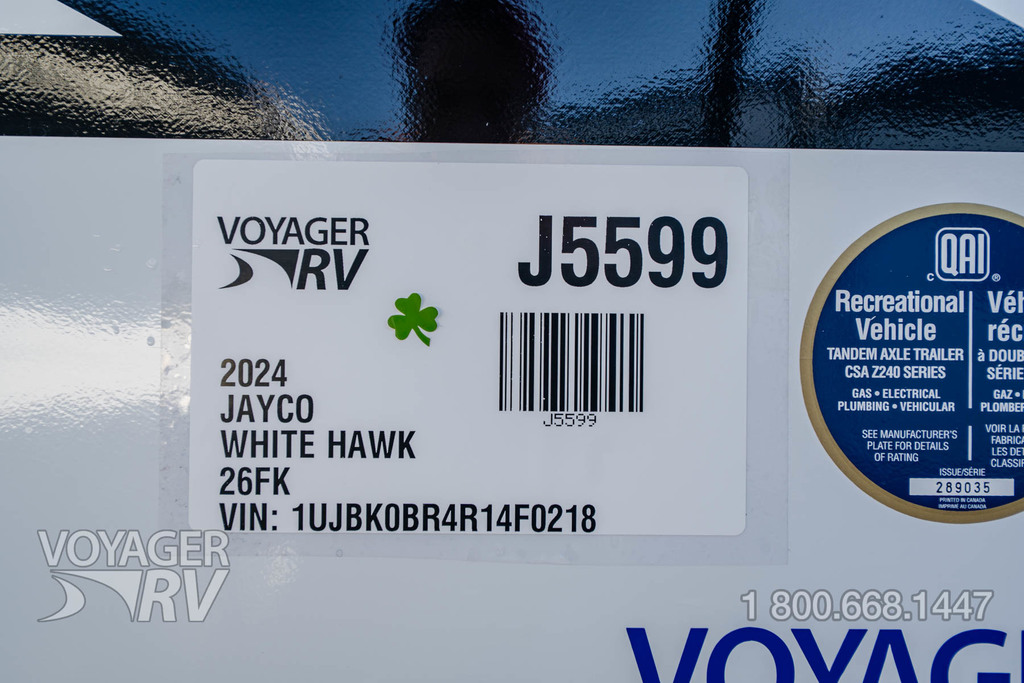 VOYAGER
RV
J5599
J5599
2024
JAYCO
WHITE HAWK
26FK
VIN: 1UJBK0BR4R14F0218
QAI
C ®
Recreational
Vehicle
TANDEM AXLE TRAILER
CSA Z240 SERIES
GAS • ELECTRICAL
PLUMBING • VEHICULAR
SEE MANUFACTURER'S
PLATE FOR DETAILS
OF RATING
ISSUE/SÉRIE
289035
PRINTED IN CANADA
IMPRIMÉ AU CANADA
VOYAGER
RV
1 800.668.1447